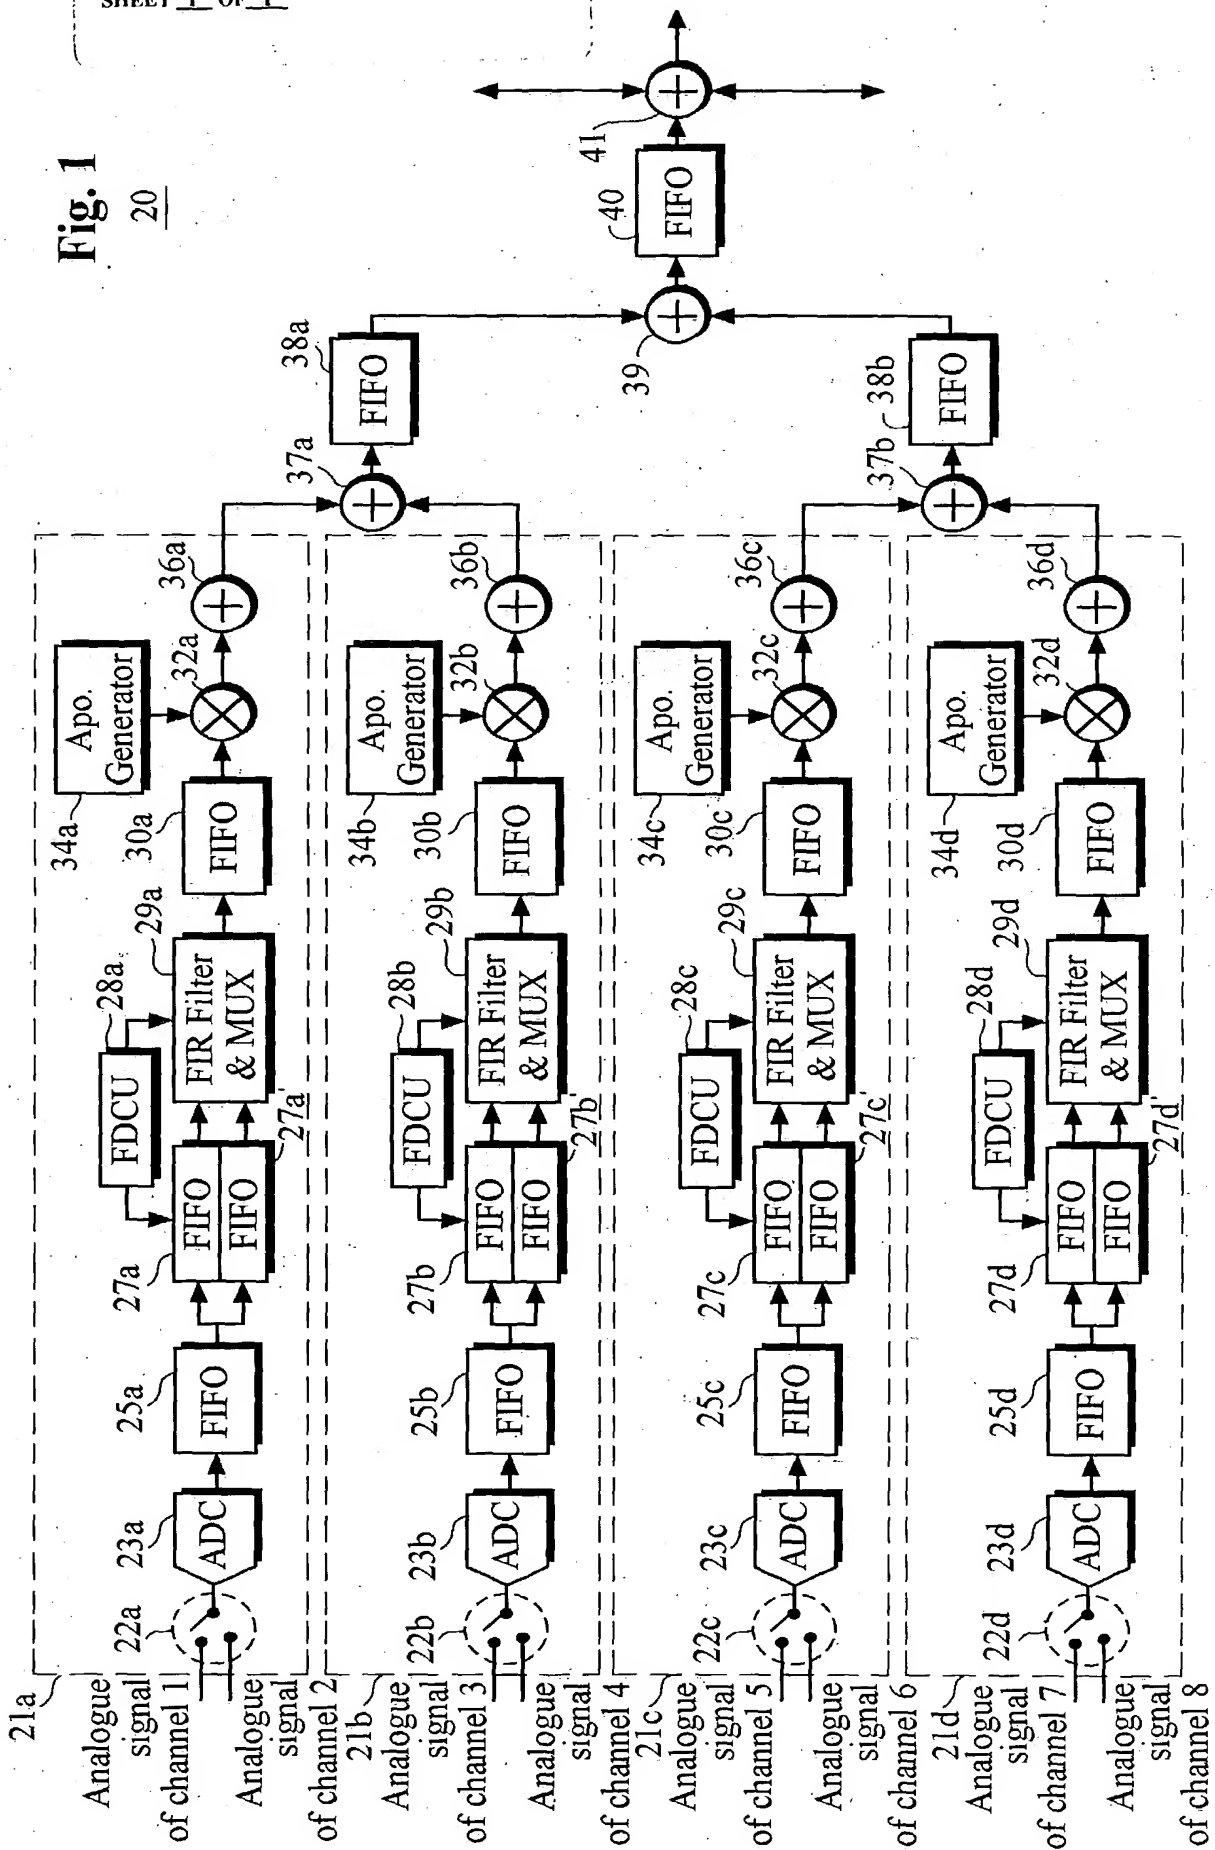 SHEET 1 OF 1
Fig. 1
20
21a
Analogue
signal
of channel 1
Analogue
signal
of channel 2
22a
23a
ADC
25a
FIFO
27a
FIFO
FIFO
27a'
28a
FDCU
29a
FIR Filter
& MUX
30a
FIFO
32a
34a
Apo.
Generator
36a
21b
Analogue
signal
of channel 3
Analogue
signal
of channel 4
22b
23b
ADC
25b
FIFO
27b
FIFO
FIFO
27b'
28b
FDCU
29b
FIR Filter
& MUX
30b
FIFO
32b
34b
Apo.
Generator
36b
21c
Analogue
signal
of channel 5
Analogue
signal
of channel 6
22c
23c
ADC
25c
FIFO
27c
FIFO
FIFO
27c'
28c
FDCU
29c
FIR Filter
& MUX
30c
FIFO
32c
34c
Apo.
Generator
36c
21d
Analogue
signal
of channel 7
Analogue
signal
of channel 8
22d
23d
ADC
25d
FIFO
27d
FIFO
FIFO
27d'
28d
FDCU
29d
FIR Filter
& MUX
30d
FIFO
32d
34d
Apo.
Generator
36d
37a
38a
FIFO
37b
38b
FIFO
39
40
FIFO
41